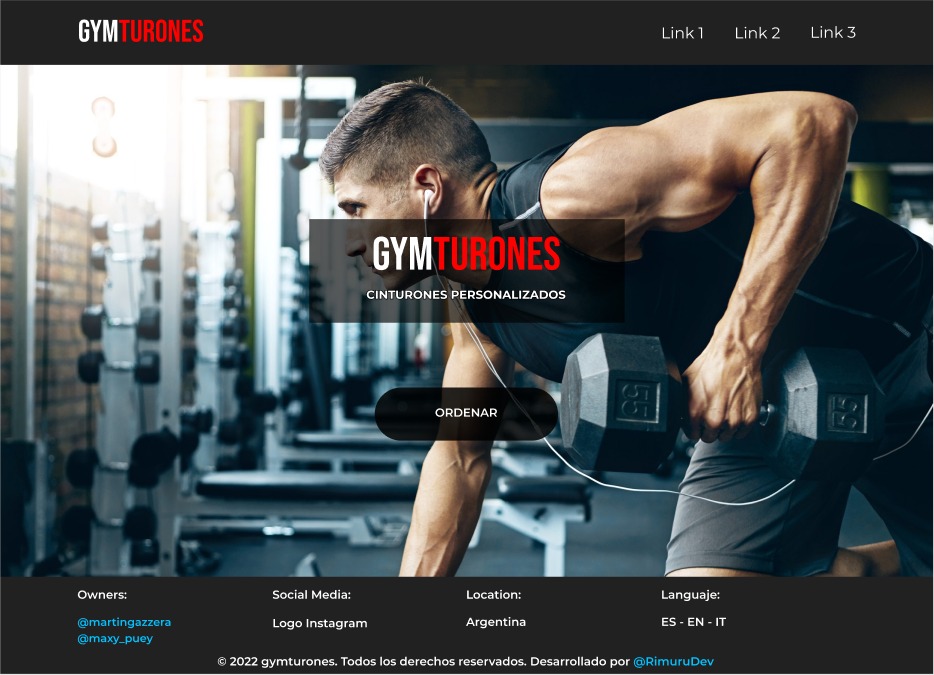 GYMTURONES
Link 1 Link 2 Link 3
GYMTURONES
CINTURONES PERSONALIZADOS
ORDENAR
55
55
Owners: Social Media: Location: Languaje:
@martingazzera Logo Instagram Argentina ES - EN - IT
@maxy_puey
© 2022 gymturones. Todos los derechos reservados. Desarrollado por @RimuruDev